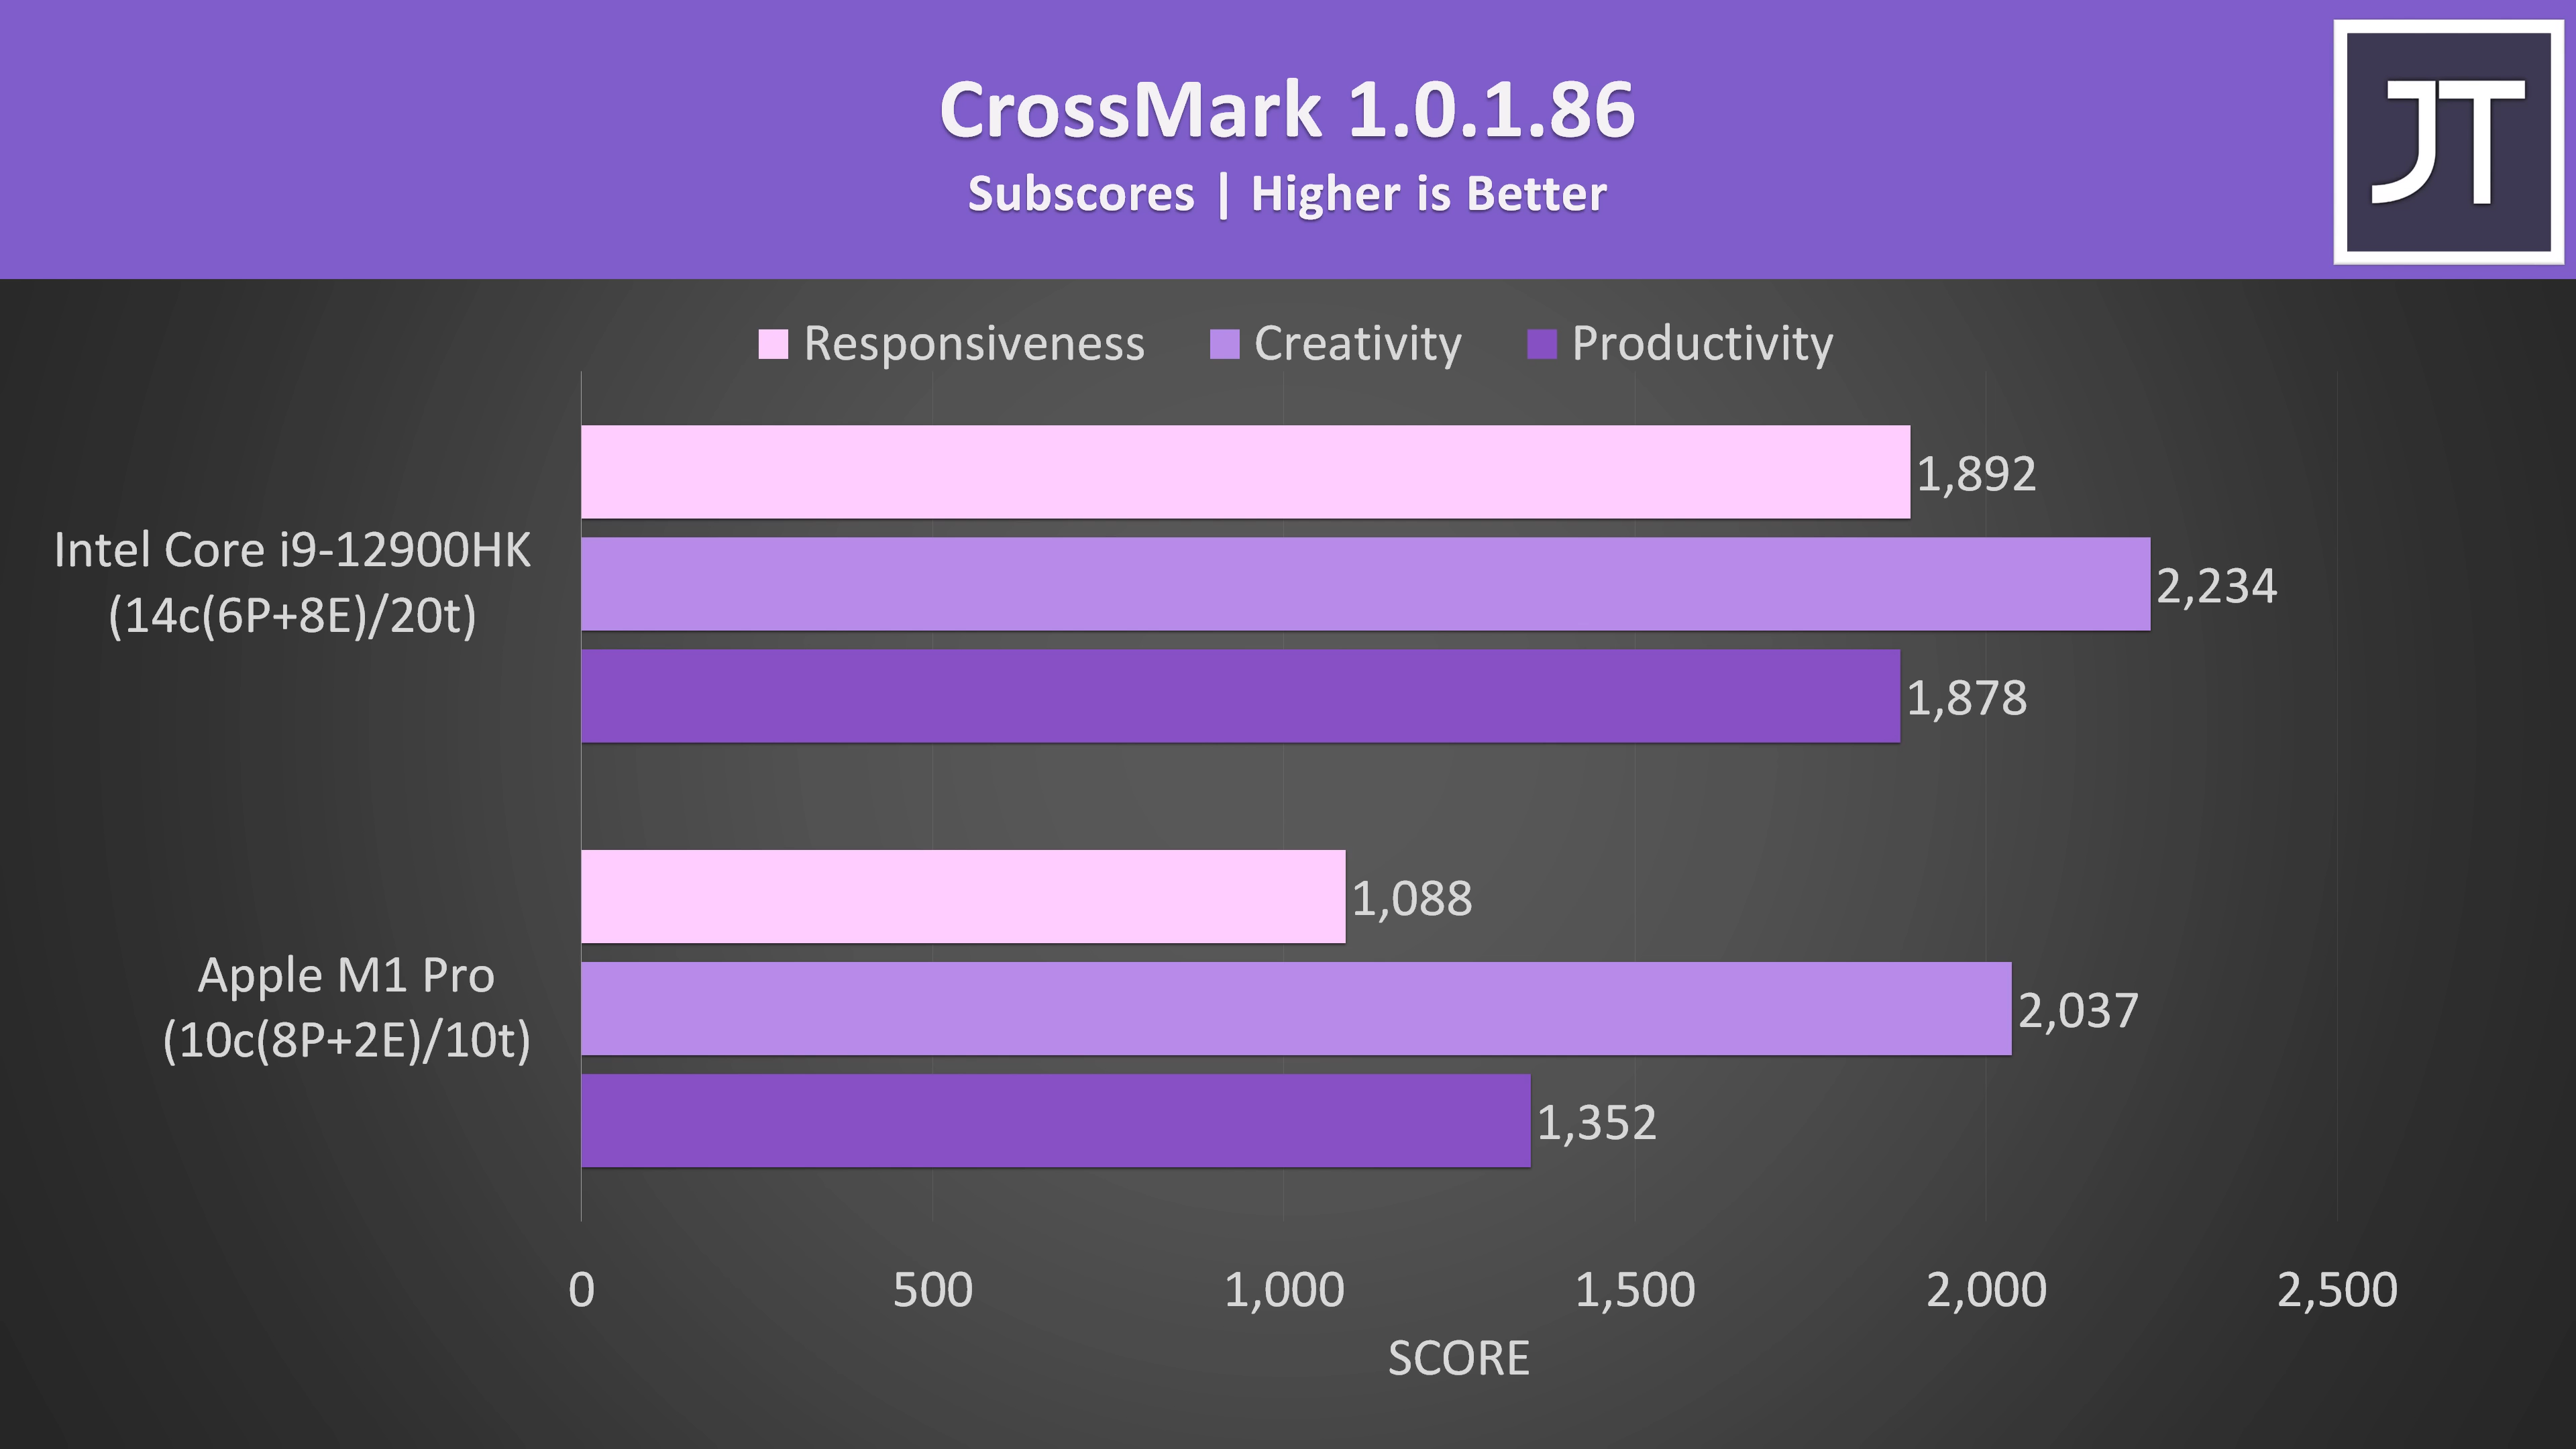 CrossMark 1.0.1.86
Subscores | Higher is Better
JT
Responsiveness Creativity Productivity
1,892
Intel Core i9-12900HK
(14c(6P+8E)/20t)
2,234
1,878
1,088
Apple M1 Pro
(10c(8P+2E)/10t)
2,037
1,352
0 500 1,000 1,500 2,000 2,500
SCORE